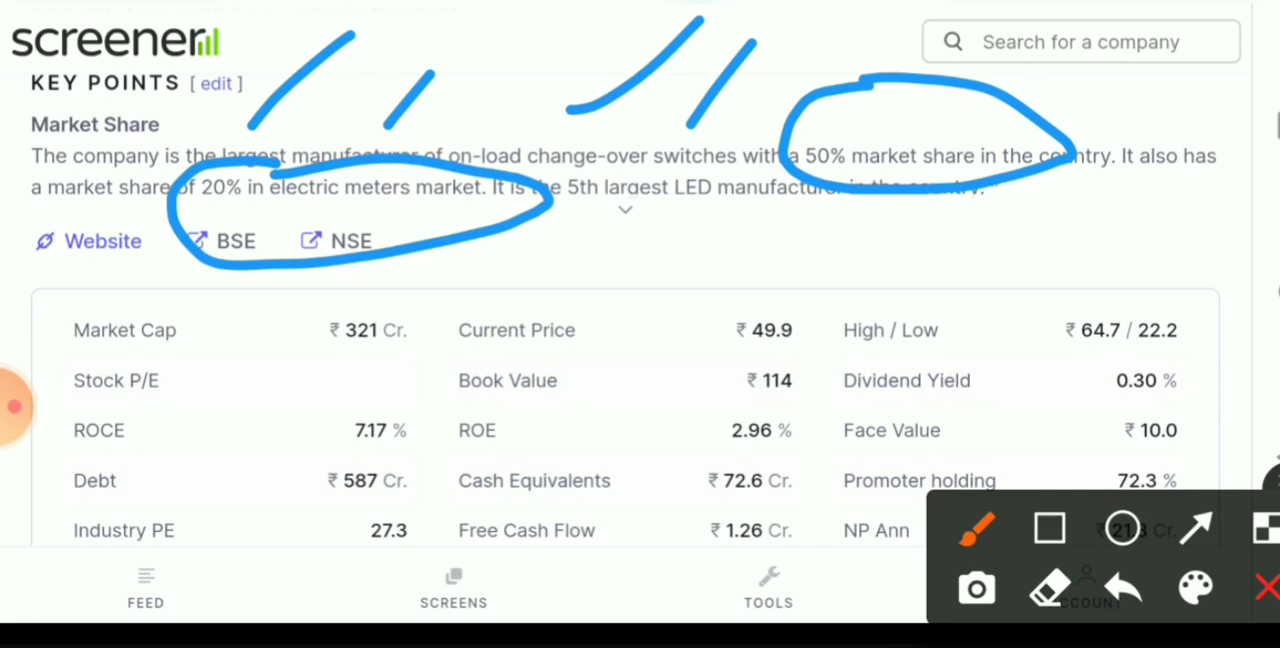 screener
Search for a company
KEY POINTS [ edit ]
Market Share
The company is the largest manufacturer of on-load change-over switches with a 50% market share in the country. It also has
a market share of 20% in electric meters market. It is the 5th largest LED manufacturer in the country.
Website BSE NSE
Market Cap ₹ 321 Cr. Current Price ₹ 49.9 High / Low ₹ 64.7 / 22.2
Stock P/E Book Value ₹ 114 Dividend Yield 0.30 %
ROCE 7.17 % ROE 2.96 % Face Value ₹ 10.0
Debt ₹ 587 Cr. Cash Equivalents ₹ 72.6 Cr. Promoter holding 72.3 %
Industry PE 27.3 Free Cash Flow ₹ 1.26 Cr. NP Ann ₹ Cr.
FEED SCREENS TOOLS ACCOUNT